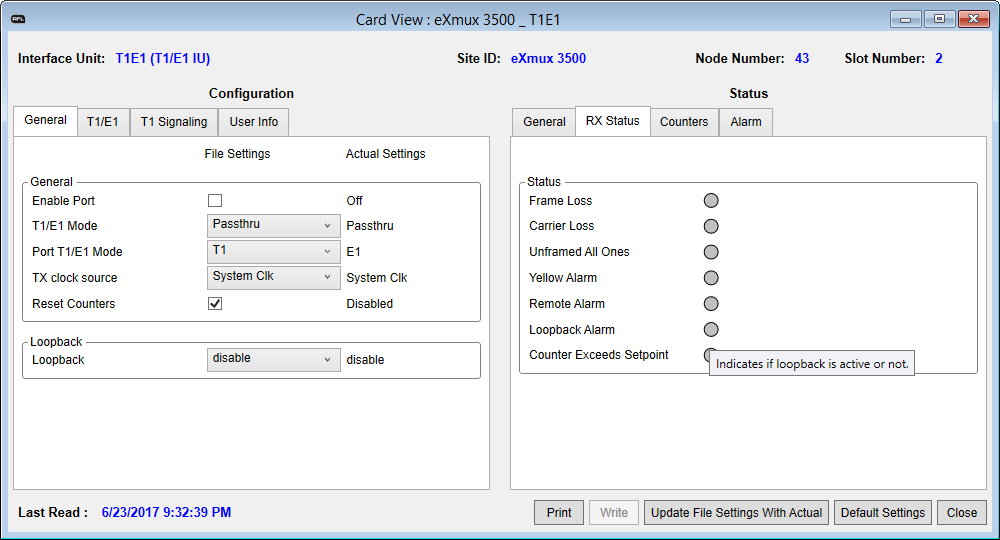 RFL
Card View : eXmux 3500 _ T1E1
Interface Unit: T1E1 (T1/E1 IU) Site ID: eXmux 3500 Node Number: 43 Slot Number: 2
Configuration
General T1/E1 T1 Signaling User Info
File Settings Actual Settings
General
Enable Port Off
T1/E1 Mode Passthru Passthru
Port T1/E1 Mode T1 E1
TX clock source System Clk System Clk
Reset Counters Disabled
Loopback
Loopback disable disable
Status
General RX Status Counters Alarm
Status
Frame Loss
Carrier Loss
Unframed All Ones
Yellow Alarm
Remote Alarm
Loopback Alarm
Counter Exceeds Setpoint
Indicates if loopback is active or not.
Last Read : 6/23/2017 9:32:39 PM
Print Write Update File Settings With Actual Default Settings Close